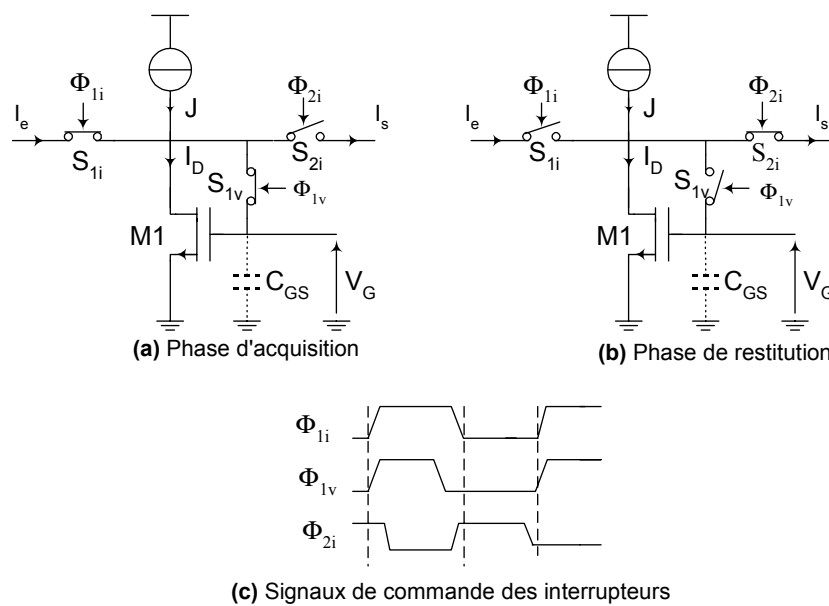 Φ1i
Φ2i
Ie
J
Is
S1i
ID
S2i
S1v
Φ1v
M1
CGS
VG
(a) Phase d'acquisition
Φ1i
Φ2i
Ie
J
Is
S1i
ID
S2i
S1v
Φ1v
M1
CGS
VG
(b) Phase de restitution
Φ1i
Φ1v
Φ2i
(c) Signaux de commande des interrupteurs